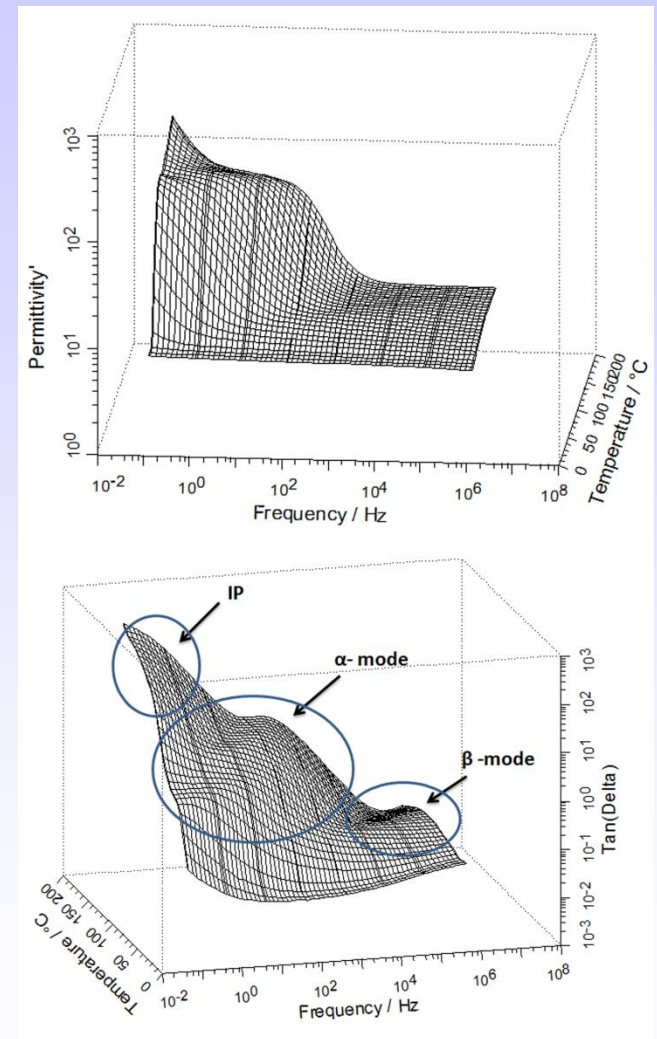 10³
10²
10¹
10⁰
Permittivity'
10⁻² 10⁰ 10² 10⁴ 10⁶ 10⁸
Frequency / Hz
0 50 100 150 200
Temperature / °C
IP
α- mode
β -mode
10³
10²
10¹
10⁰
10⁻¹
10⁻²
10⁻³
Tan(Delta)
200 150 100 50 0
Temperature / °C
10⁻² 10⁰ 10² 10⁴ 10⁶ 10⁸
Frequency / Hz